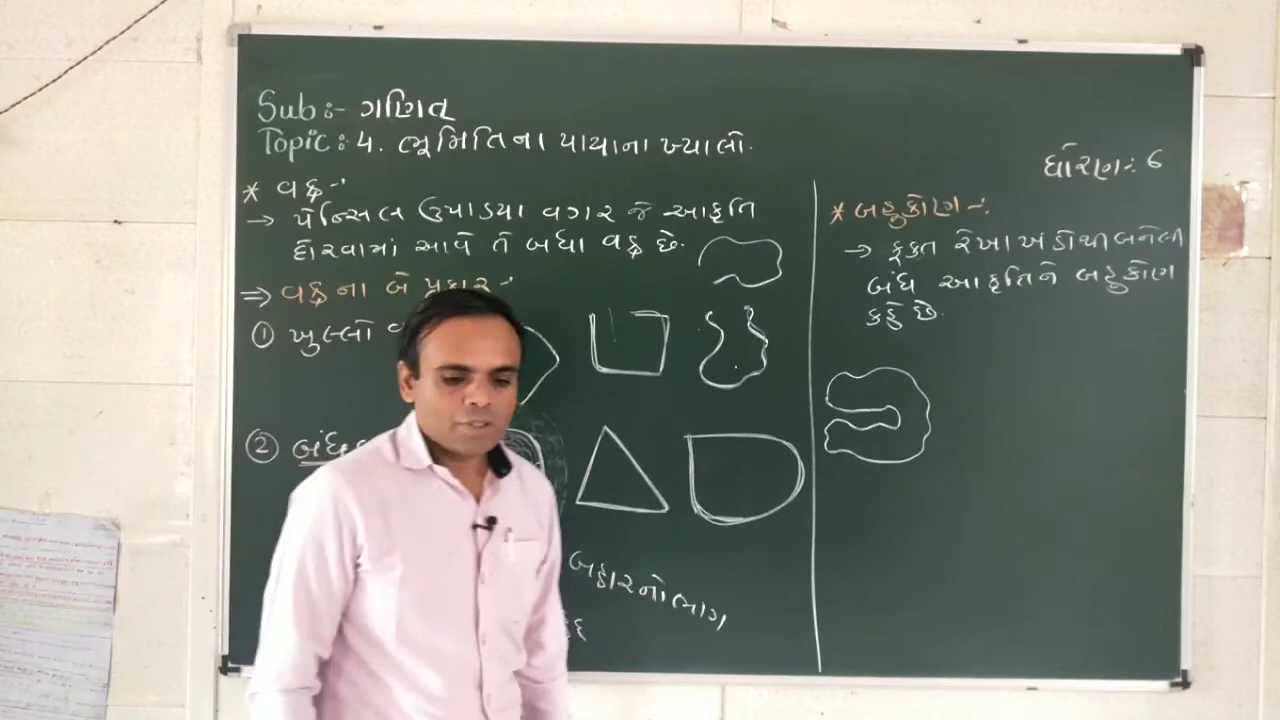 Sub :- ગણિત
Topic : 4. ભૂમિતિના પાયાના ખ્યાલો.
ધોરણ :- 6
* વક્ર :-
→ પેન્સિલ ઉપાડયા વગર જે આકૃતિ
દોરવામાં આવે તે બધા વક્ર છે.
⇒ વક્રના બે પ્રકાર :-
① ખુલ્લો
②
બહારનો ભાગ
* બહુકોણ :-
→ ફક્ત રેખાખંડોથી બનેલી
બંધ આકૃતિને બહુકોણ
કહે છે.